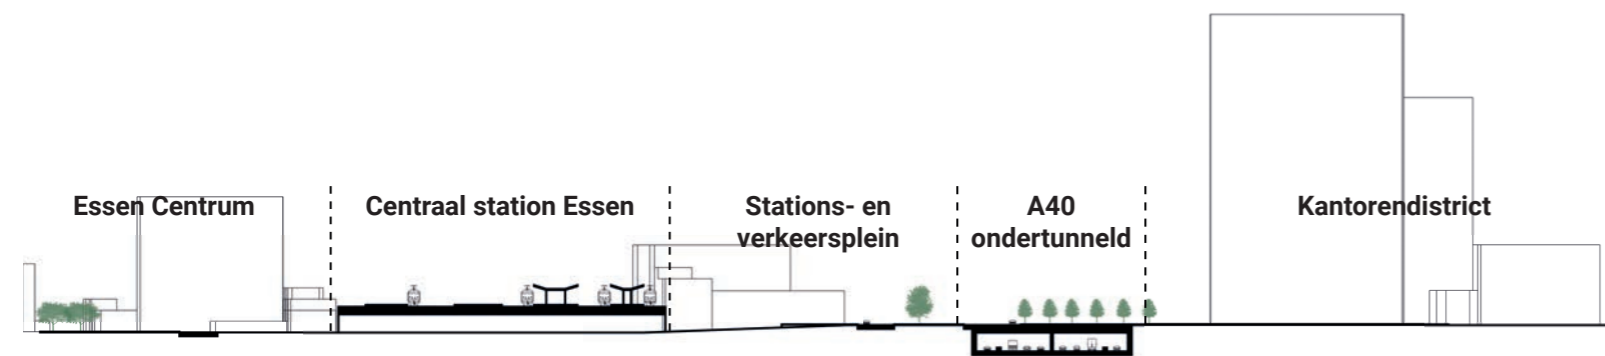 Essen Centrum
Centraal station Essen
Stations- en
verkeersplein
A40
ondertunneld
Kantorendistrict